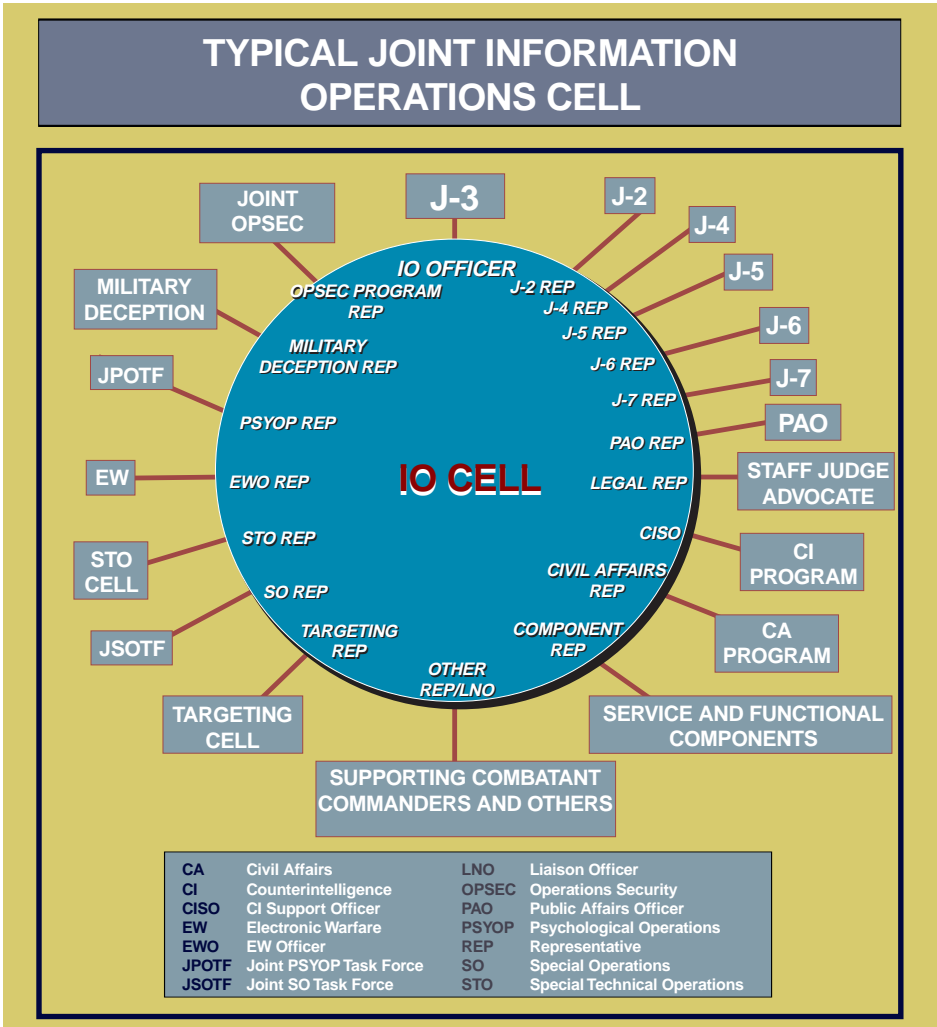 TYPICAL JOINT INFORMATION
OPERATIONS CELL
J-3
JOINT
OPSEC
MILITARY
DECEPTION
JPOTF
EW
STO
CELL
JSOTF
TARGETING
CELL
SUPPORTING COMBATANT
COMMANDERS AND OTHERS
SERVICE AND FUNCTIONAL
COMPONENTS
CA
PROGRAM
CI
PROGRAM
STAFF JUDGE
ADVOCATE
PAO
J-7
J-6
J-5
J-4
J-2
IO OFFICER
OPSEC PROGRAM
REP
MILITARY
DECEPTION REP
PSYOP REP
EWO REP
STO REP
SO REP
TARGETING
REP
OTHER
REP/LNO
COMPONENT
REP
CIVIL AFFAIRS
REP
CISO
LEGAL REP
PAO REP
J-7 REP
J-6 REP
J-5 REP
J-4 REP
J-2 REP
IO CELL
CA Civil Affairs
CI Counterintelligence
CISO CI Support Officer
EW Electronic Warfare
EWO EW Officer
JPOTF Joint PSYOP Task Force
JSOTF Joint SO Task Force
LNO Liaison Officer
OPSEC Operations Security
PAO Public Affairs Officer
PSYOP Psychological Operations
REP Representative
SO Special Operations
STO Special Technical Operations